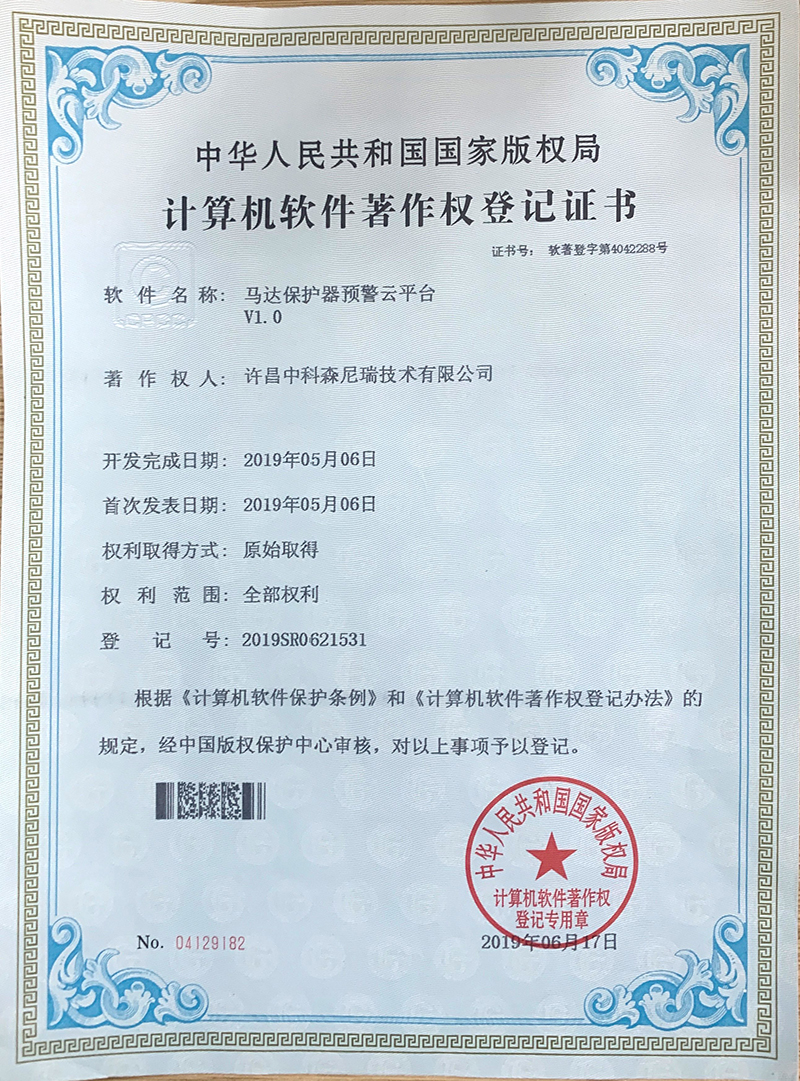 中华人民共和国国家版权局
计算机软件著作权登记证书
证书号： 软著登字第4042288号
软件名称： 马达保护器预警云平台
V1.0
著作权人： 许昌中科森尼瑞技术有限公司
开发完成日期： 2019年05月06日
首次发表日期： 2019年05月06日
权利取得方式： 原始取得
权利范围： 全部权利
登记号： 2019SR0621531
根据《计算机软件保护条例》和《计算机软件著作权登记办法》的
规定，经中国版权保护中心审核，对以上事项予以登记。
中华人民共和国国家版权局
计算机软件著作权
登记专用章
No. 04129182
2019年06月17日